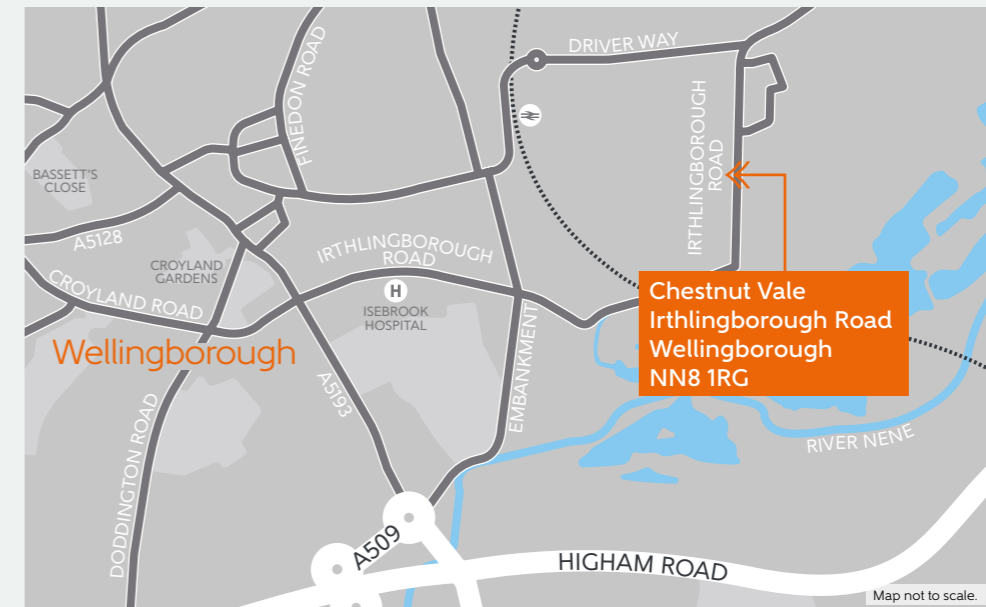 DRIVER WAY
FINEDON ROAD
IRTHLINGBOROUGH
ROAD
BASSETT'S
CLOSE
A5128
CROYLAND
GARDENS
IRTHLINGBOROUGH
ROAD
CROYLAND ROAD
H
ISEBROOK
HOSPITAL
Chestnut Vale
Irthlingborough Road
Wellingborough
NN8 1RG
Wellingborough
A5193
EMBANKMENT
RIVER NENE
DODDINGTON ROAD
A509
HIGHAM ROAD
Map not to scale.